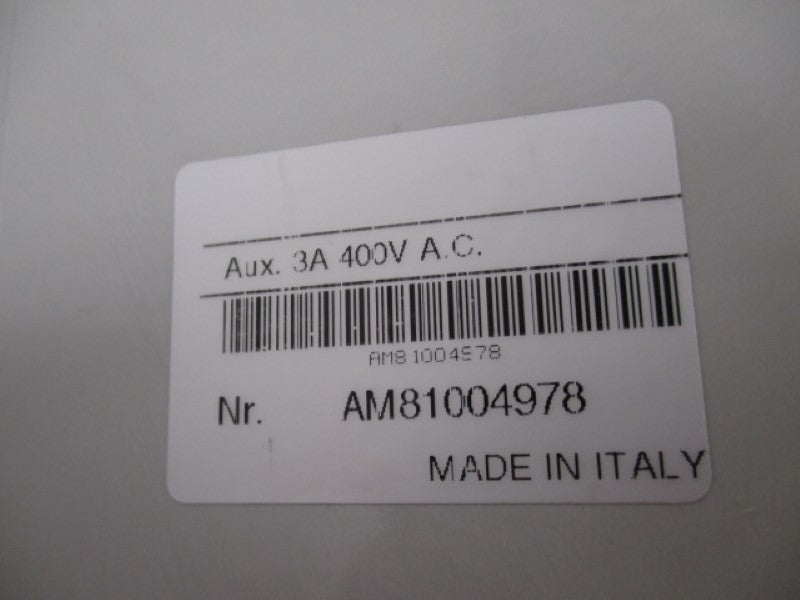 Aux. 3A 400V A.C.
AM81004978
Nr. AM81004978
MADE IN ITALY